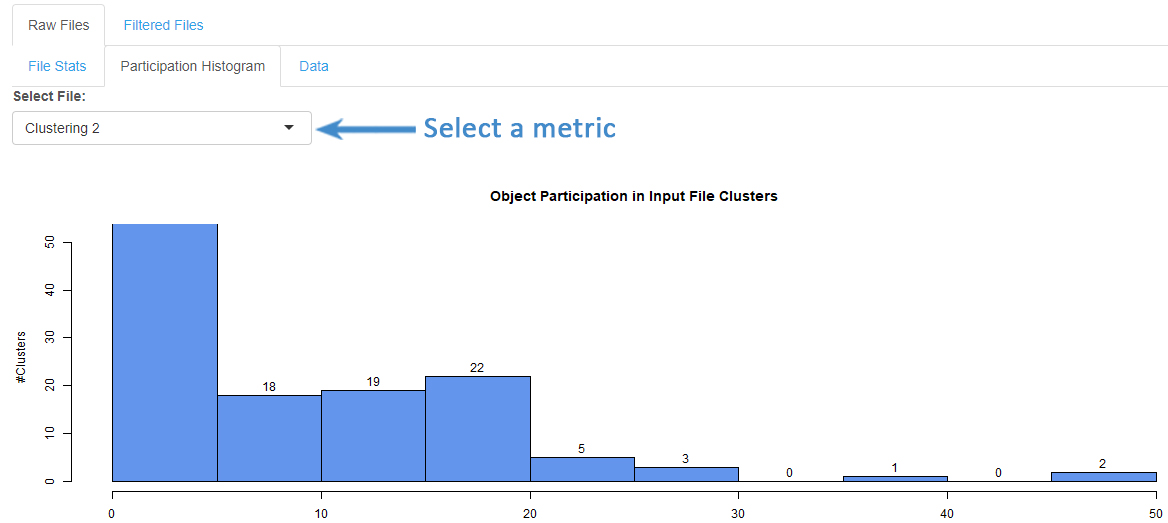 Raw Files Filtered Files
File Stats Participation Histogram Data
Select File:
Clustering 2
Select a metric
Object Participation in Input File Clusters
#Clusters
50
40
30
20
10
0
18 19 22 5 3 0 1 0 2
0 10 20 30 40 50